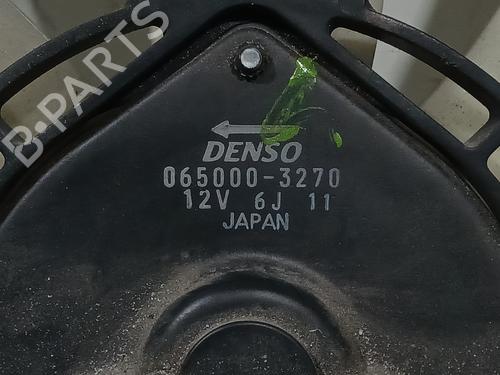 B-PARTS
DENSO
065000-3270
12V 6J 11
JAPAN